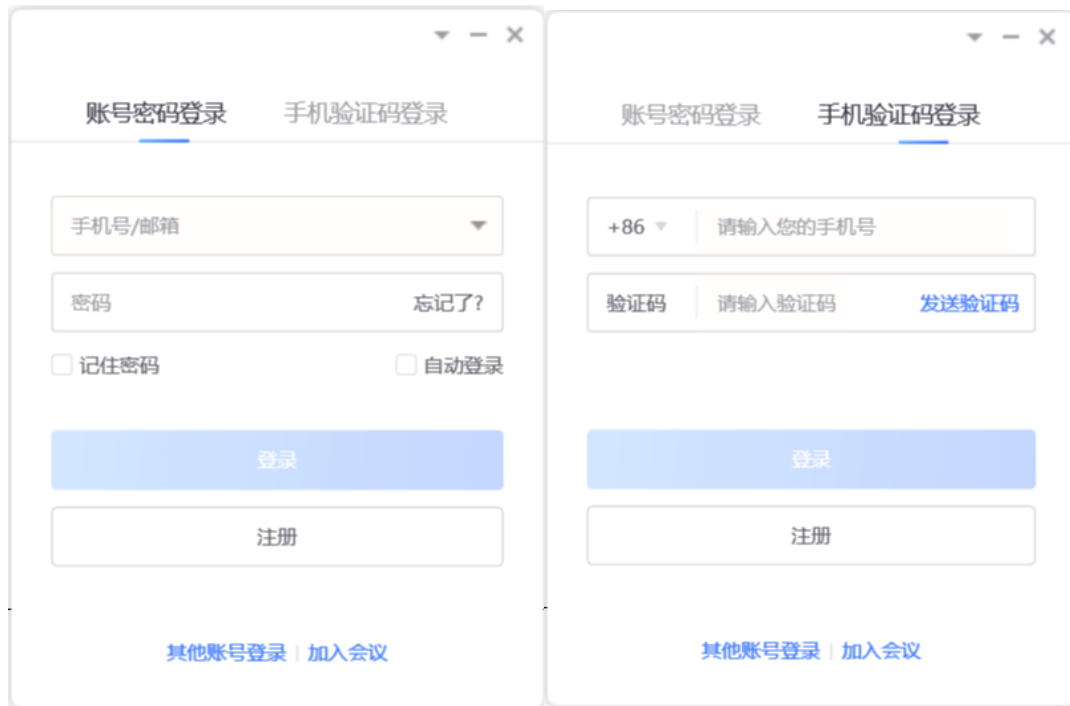 账号密码登录 手机验证码登录
手机号/邮箱
密码 忘记了?
记住密码 自动登录
登录
注册
其他账号登录 | 加入会议
账号密码登录 手机验证码登录
+86 请输入您的手机号
验证码 请输入验证码 发送验证码
登录
注册
其他账号登录 | 加入会议